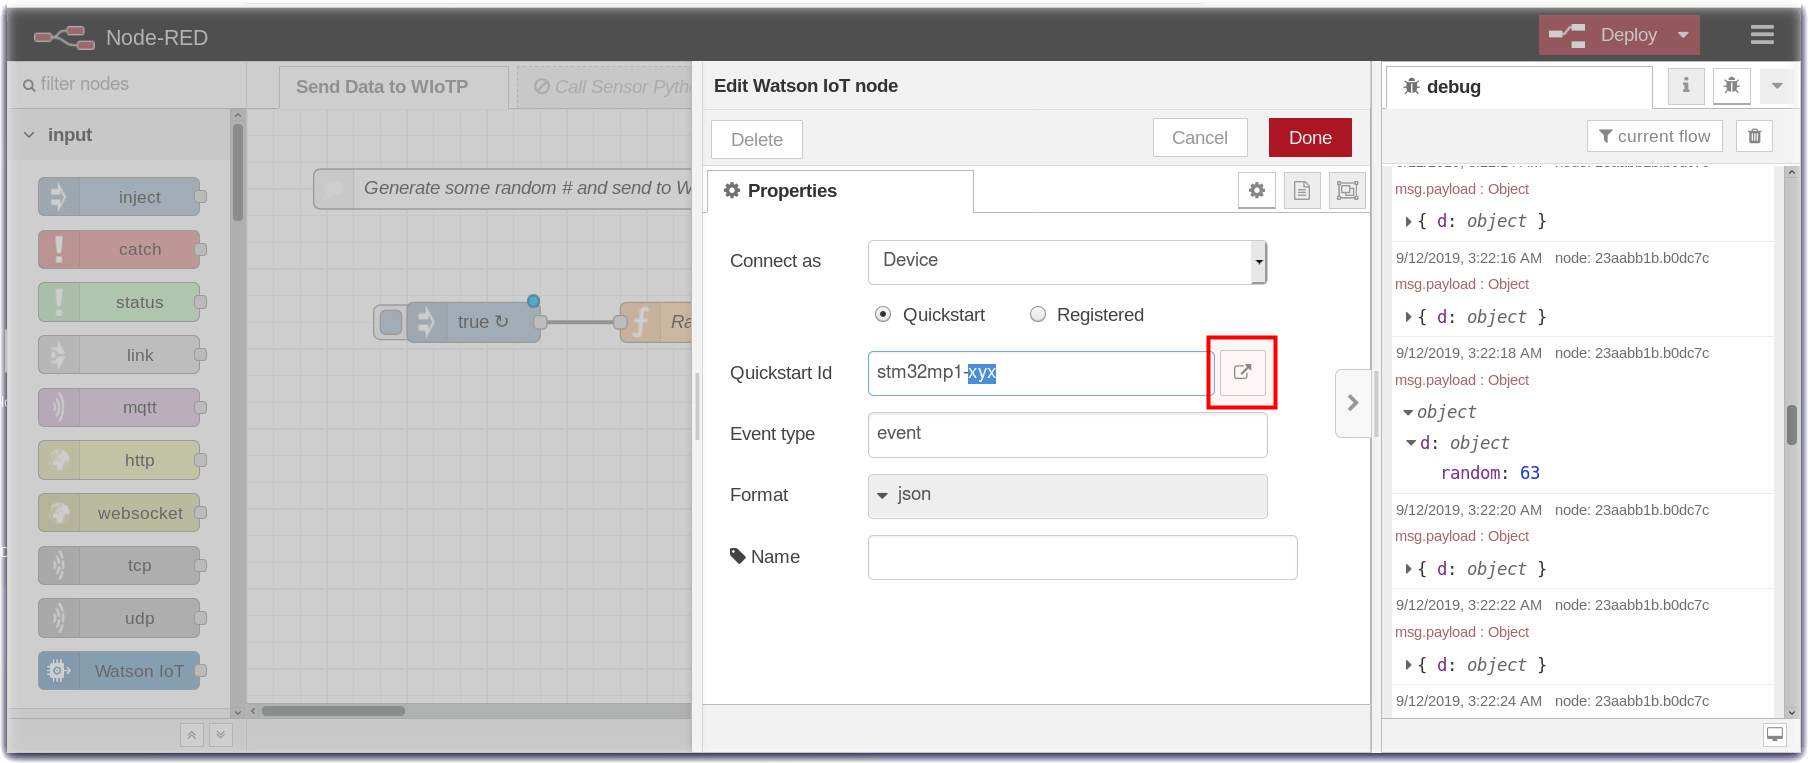 Node-RED
Deploy
filter nodes
Send Data to WIoTP
Call Sensor Pyth
Edit Watson IoT node
debug
i
input
Delete
Cancel
Done
current flow
inject
catch
status
link
mqtt
http
websocket
tcp
udp
Watson IoT
Generate some random # and send to W
true ↻
Ra
Properties
Connect as
Device
Quickstart
Registered
Quickstart Id
stm32mp1-xyx
Event type
event
Format
json
Name
msg.payload : Object
{ d: object }
9/12/2019, 3:22:16 AM node: 23aabb1b.b0dc7c
msg.payload : Object
{ d: object }
9/12/2019, 3:22:18 AM node: 23aabb1b.b0dc7c
msg.payload : Object
object
d: object
random: 63
9/12/2019, 3:22:20 AM node: 23aabb1b.b0dc7c
msg.payload : Object
{ d: object }
9/12/2019, 3:22:22 AM node: 23aabb1b.b0dc7c
msg.payload : Object
{ d: object }
9/12/2019, 3:22:24 AM node: 23aabb1b.b0dc7c